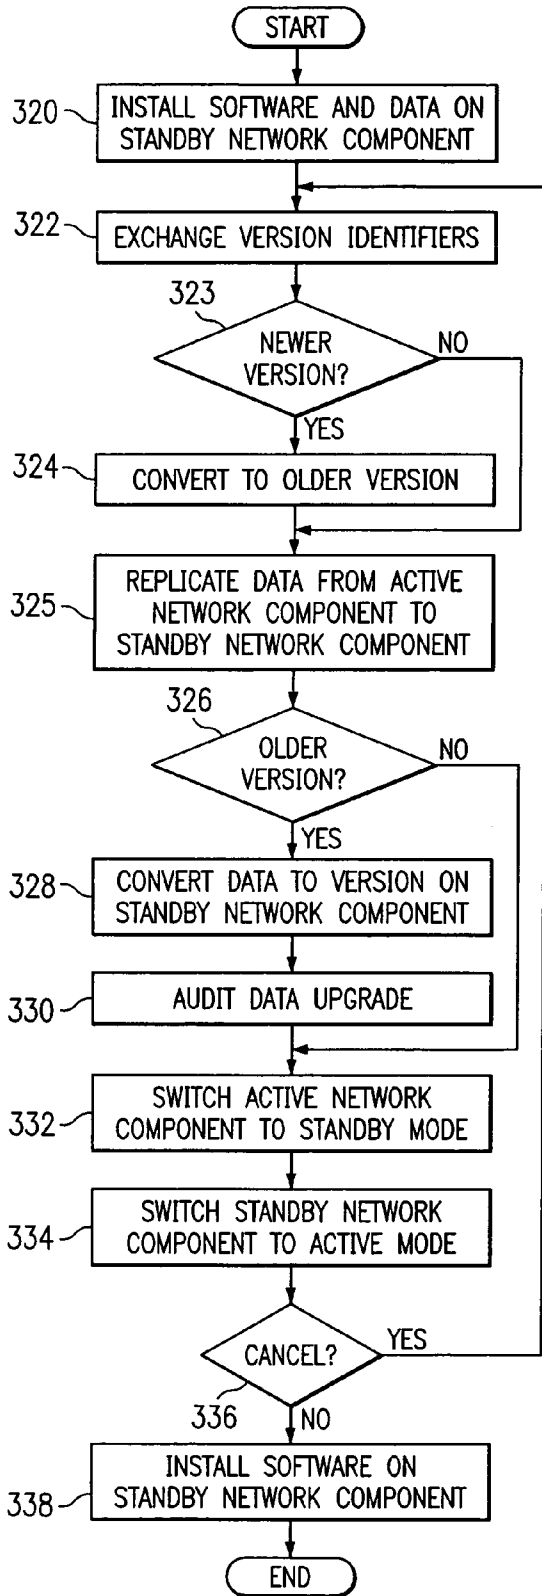 START
320
INSTALL SOFTWARE AND DATA ON
STANDBY NETWORK COMPONENT
322
EXCHANGE VERSION IDENTIFIERS
323
NEWER
VERSION?
NO
YES
324
CONVERT TO OLDER VERSION
325
REPLICATE DATA FROM ACTIVE
NETWORK COMPONENT TO
STANDBY NETWORK COMPONENT
326
OLDER
VERSION?
NO
YES
328
CONVERT DATA TO VERSION ON
STANDBY NETWORK COMPONENT
330
AUDIT DATA UPGRADE
332
SWITCH ACTIVE NETWORK
COMPONENT TO STANDBY MODE
334
SWITCH STANDBY NETWORK
COMPONENT TO ACTIVE MODE
CANCEL?
YES
336
NO
338
INSTALL SOFTWARE ON
STANDBY NETWORK COMPONENT
END